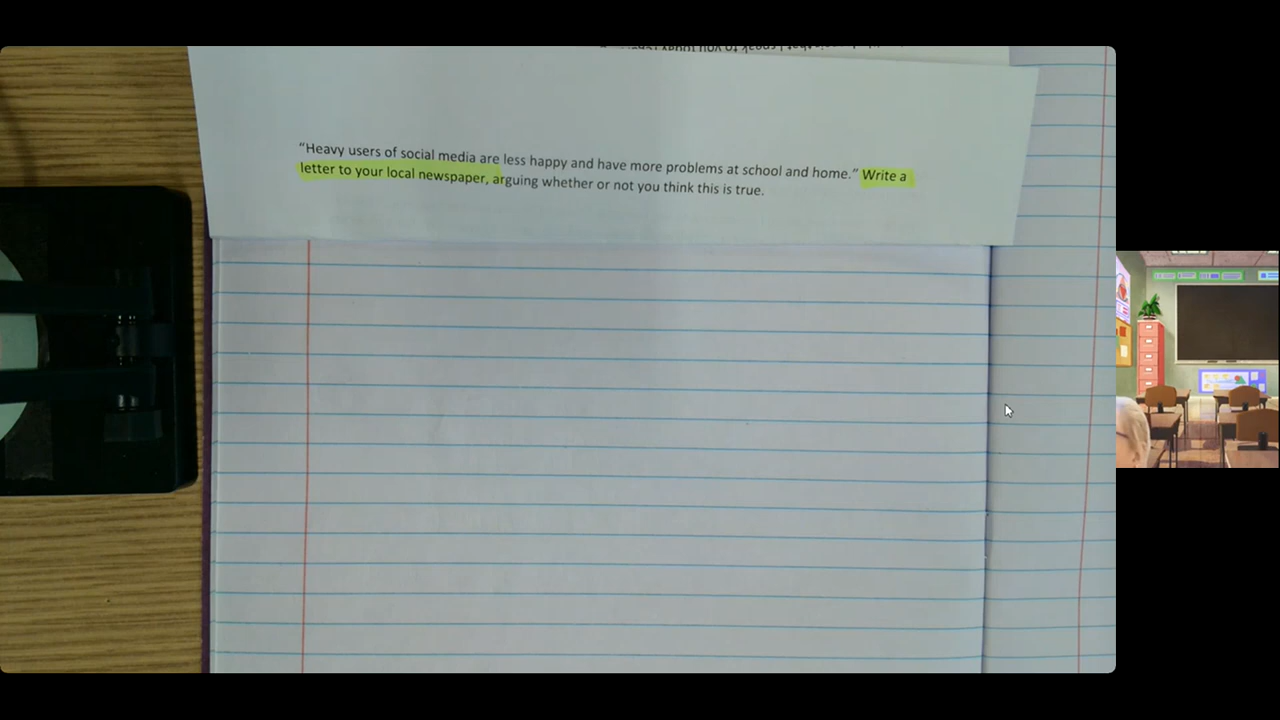 "Heavy users of social media are less happy and have more problems at school and home." Write a
letter to your local newspaper, arguing whether or not you think this is true.